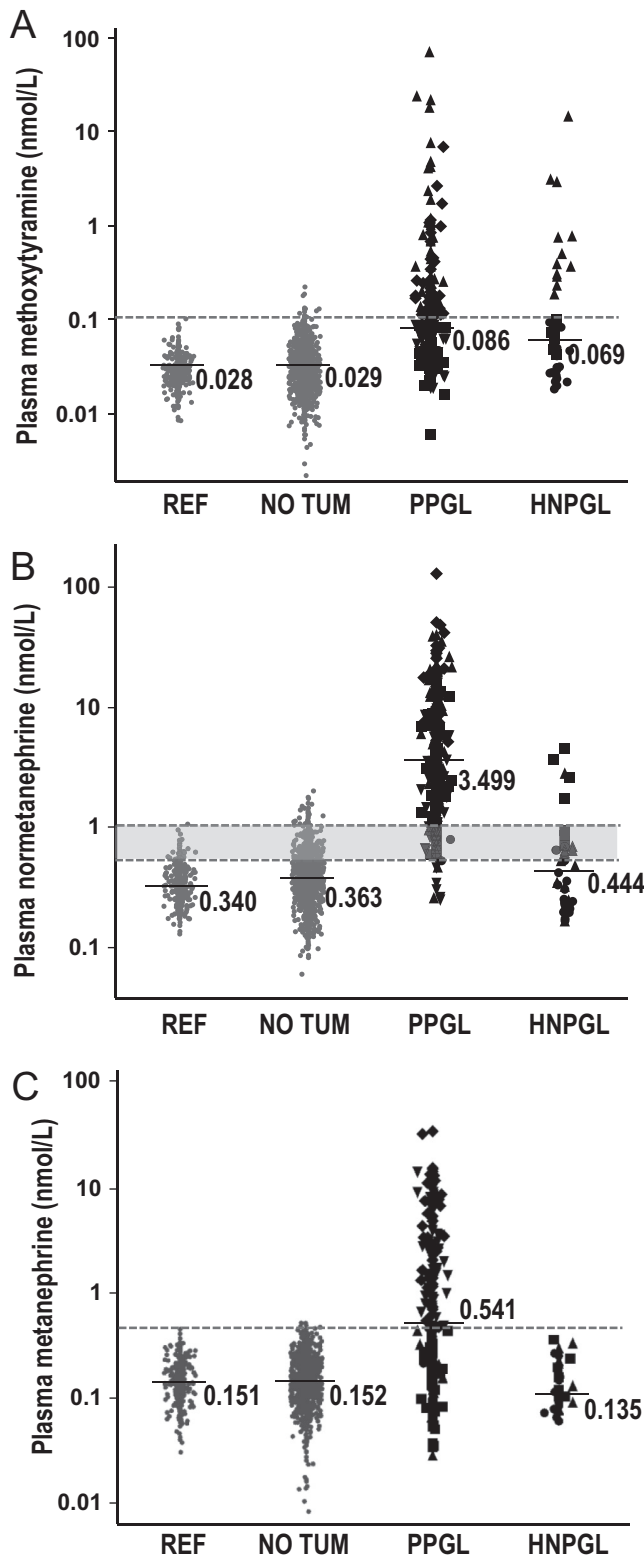 A
Plasma methoxytyramine (nmol/L)
100
10
1
0.1
0.01
0.028
0.029
0.086
0.069
REF NO TUM PPGL HNPGL
B
Plasma normetanephrine (nmol/L)
100
10
1
0.1
0.340
0.363
3.499
0.444
REF NO TUM PPGL HNPGL
C
Plasma metanephrine (nmol/L)
100
10
1
0.1
0.01
0.151
0.152
0.541
0.135
REF NO TUM PPGL HNPGL